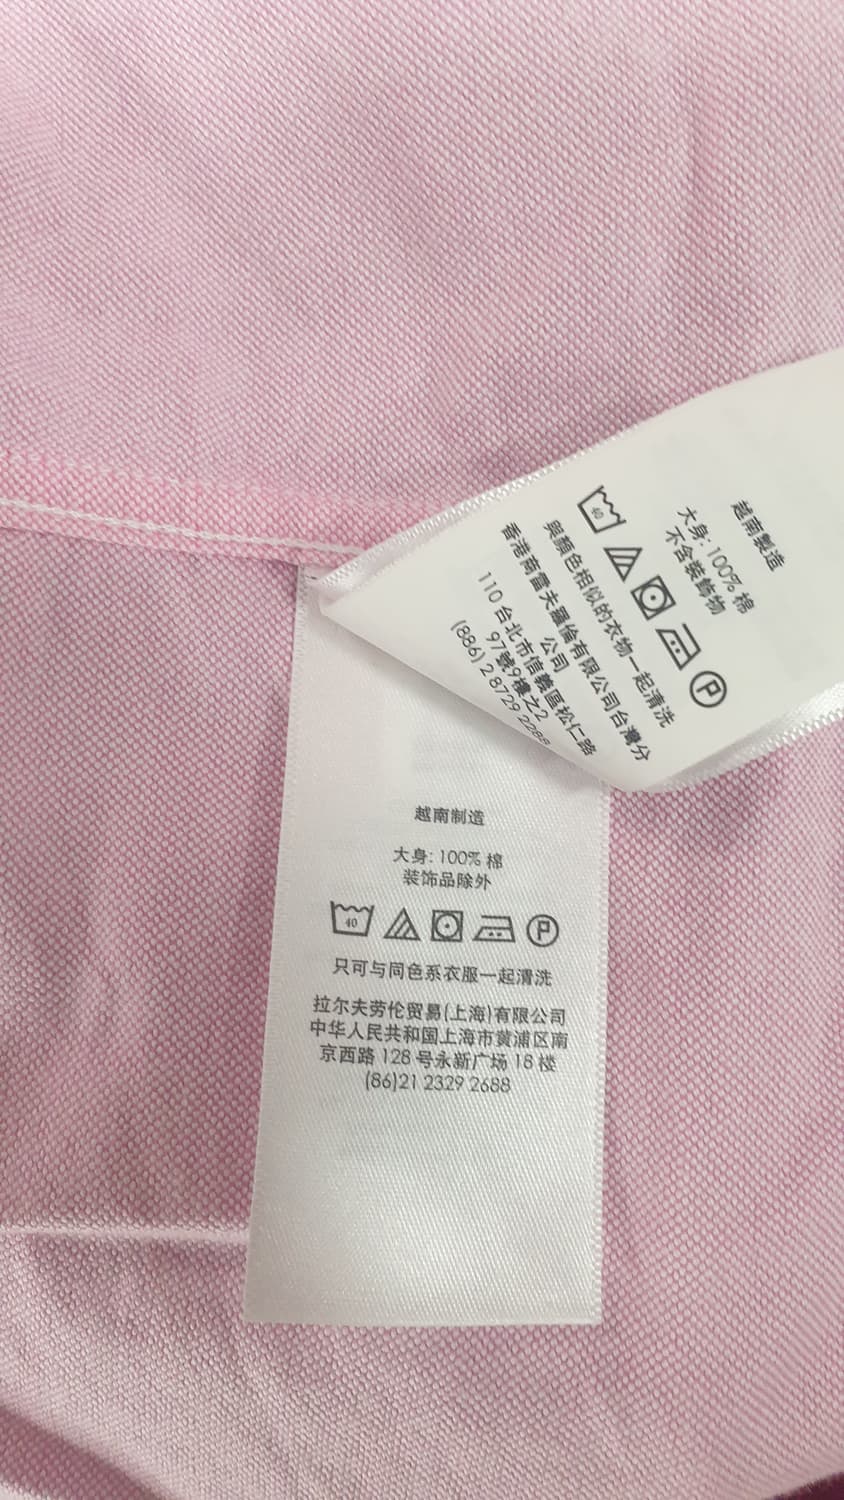 越南製造
大身: 100% 棉
不含裝飾物
40
P
與顏色相似的衣物一起清洗
香港商雷夫羅倫有限公司台灣分
公司
110 台北市信義區松仁路
97號9樓之2
(886) 2 8729 2288
越南制造
大身: 100% 棉
装饰品除外
40
P
只可与同色系衣服一起清洗
拉尔夫劳伦贸易(上海)有限公司
中华人民共和国上海市黄浦区南
京西路 128 号永新广场 18 楼
(86)21 2329 2688